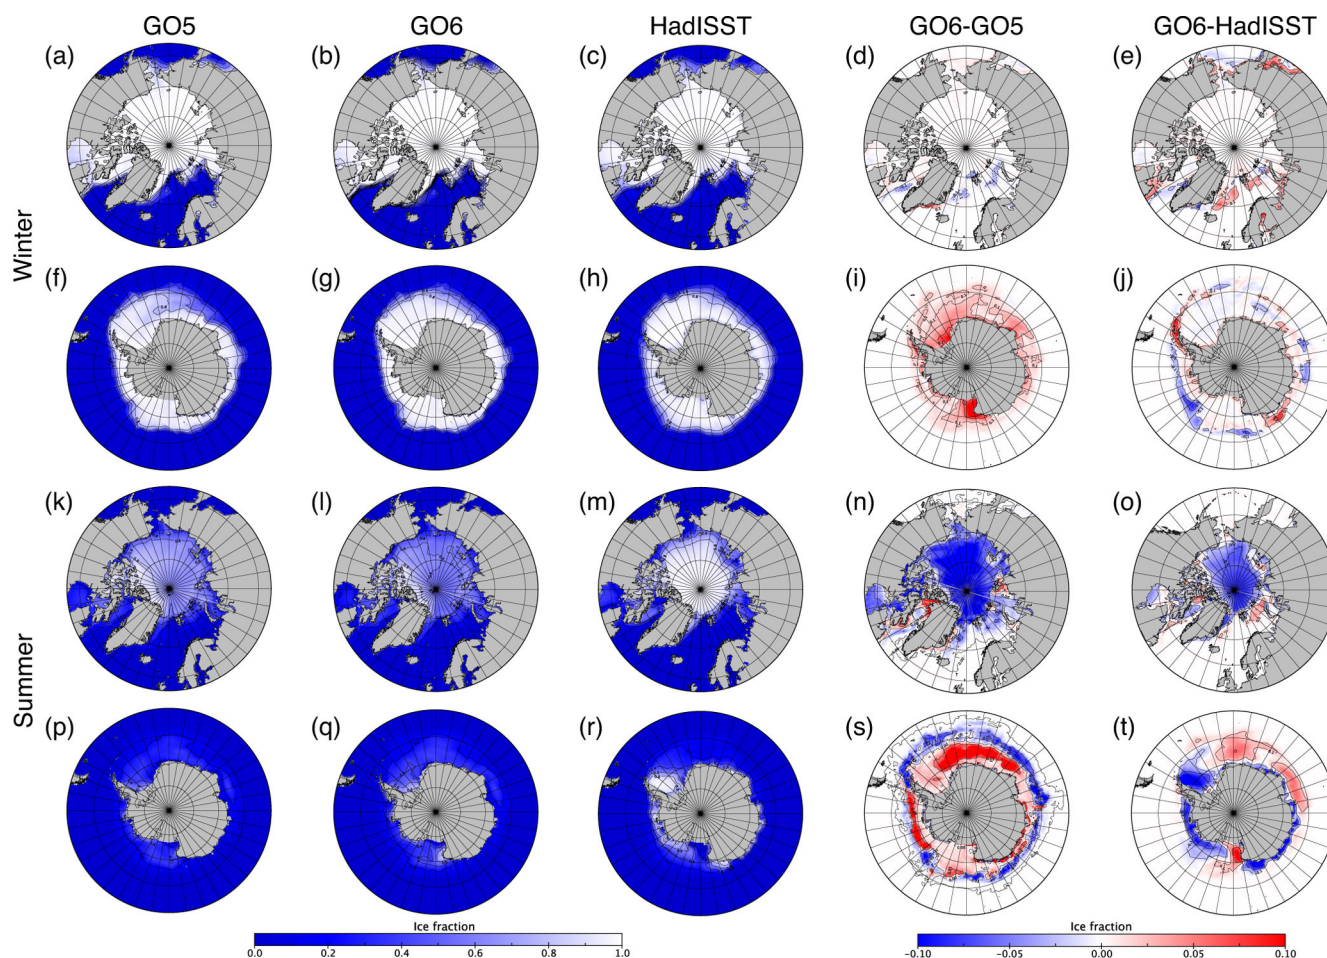 GO5 GO6 HadISST GO6-GO5 GO6-HadISST
(a) (b) (c) (d) (e)
Winter
(f) (g) (h) (i) (j)
(k) (l) (m) (n) (o)
Summer
(p) (q) (r) (s) (t)
Ice fraction
0.0 0.2 0.4 0.6 0.8 1.0
Ice fraction
−0.10 −0.05 0.00 0.05 0.10